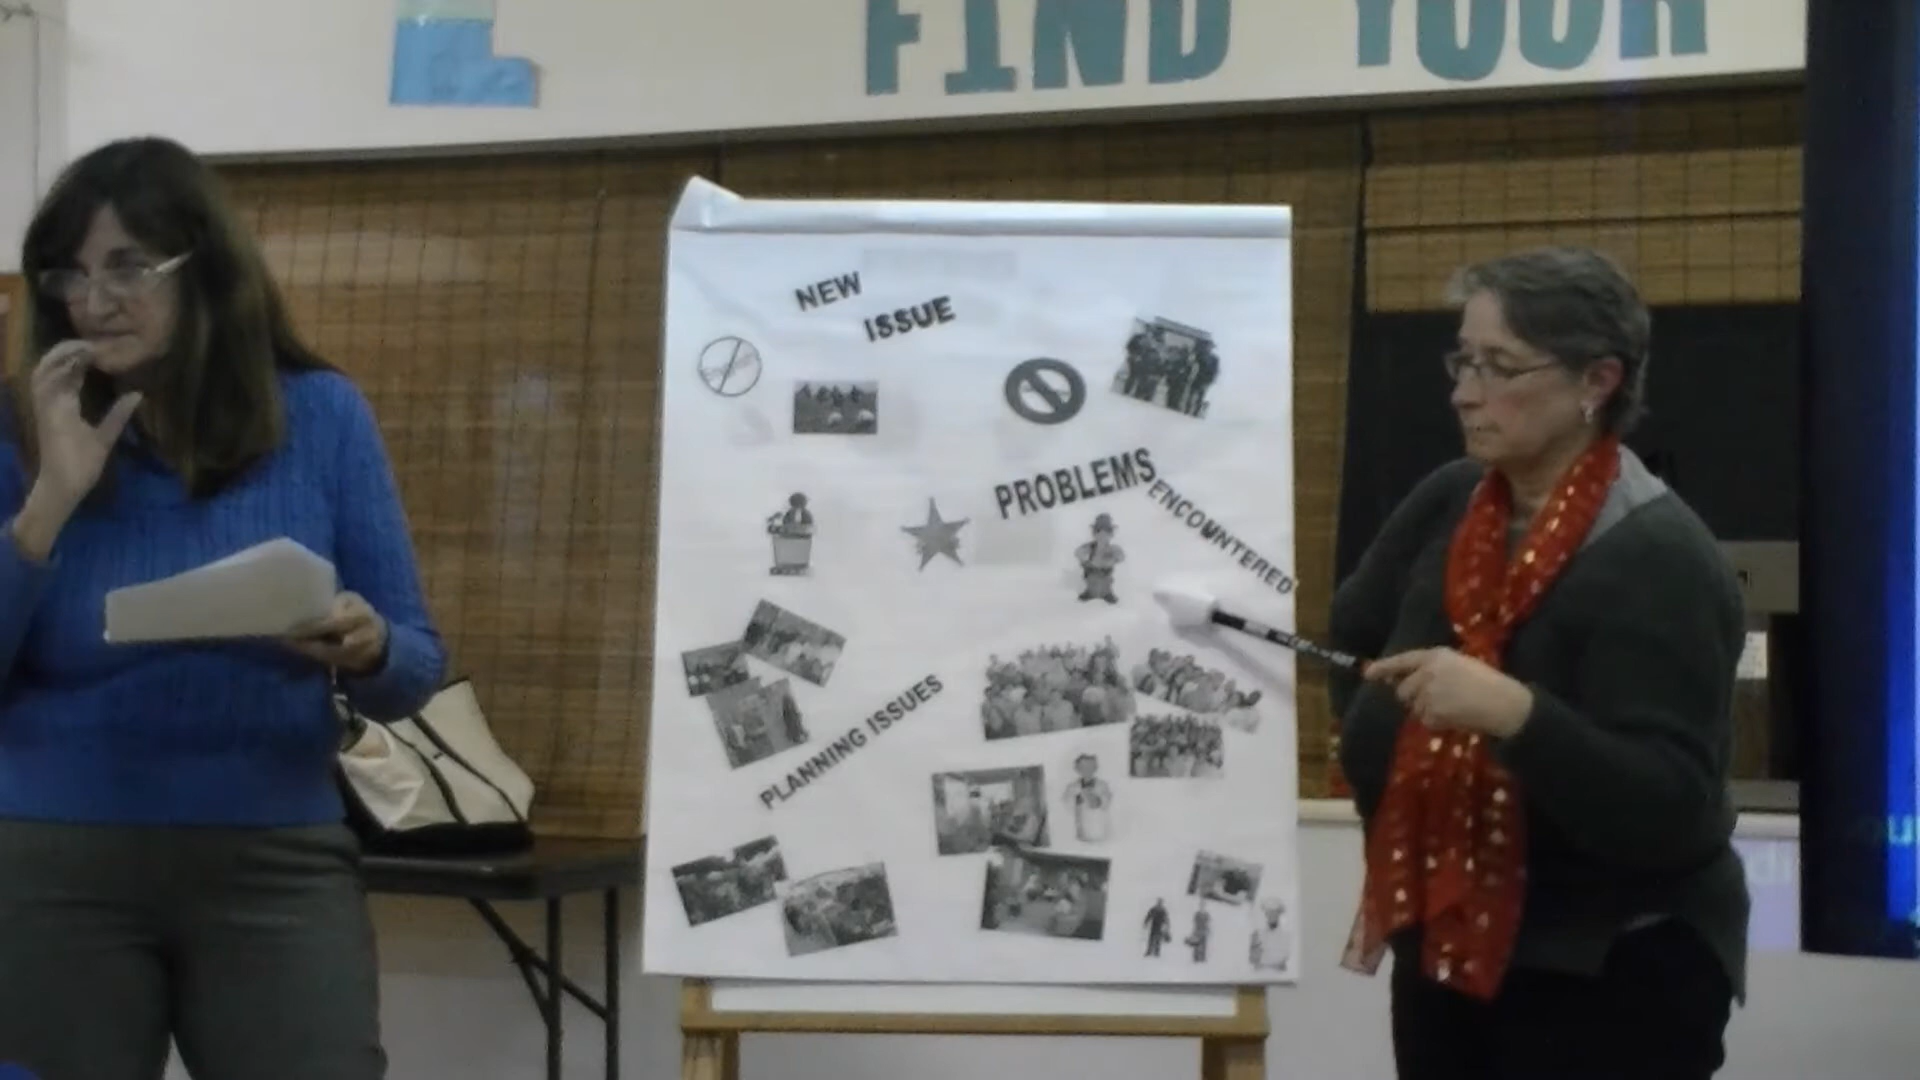 FIND YOUR
NEW
ISSUE
PROBLEMS
ENCOUNTERED
PLANNING ISSUES